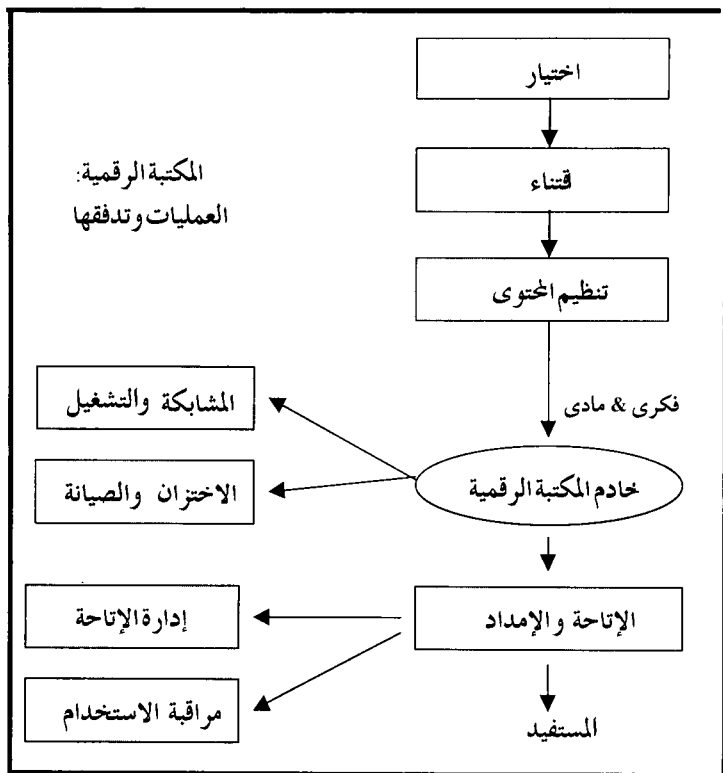 اختيار
المكتبة الرقمية:
العمليات وتدفقها
قتناء
تنظيم المحتوى
فكرى & مادى
المشابكة والتشغيل
خادم المكتبة الرقمية
الاختزان والصيانة
الإتاحة والإمداد
إدارة الإتاحة
مراقبة الاستخدام
المستفيد